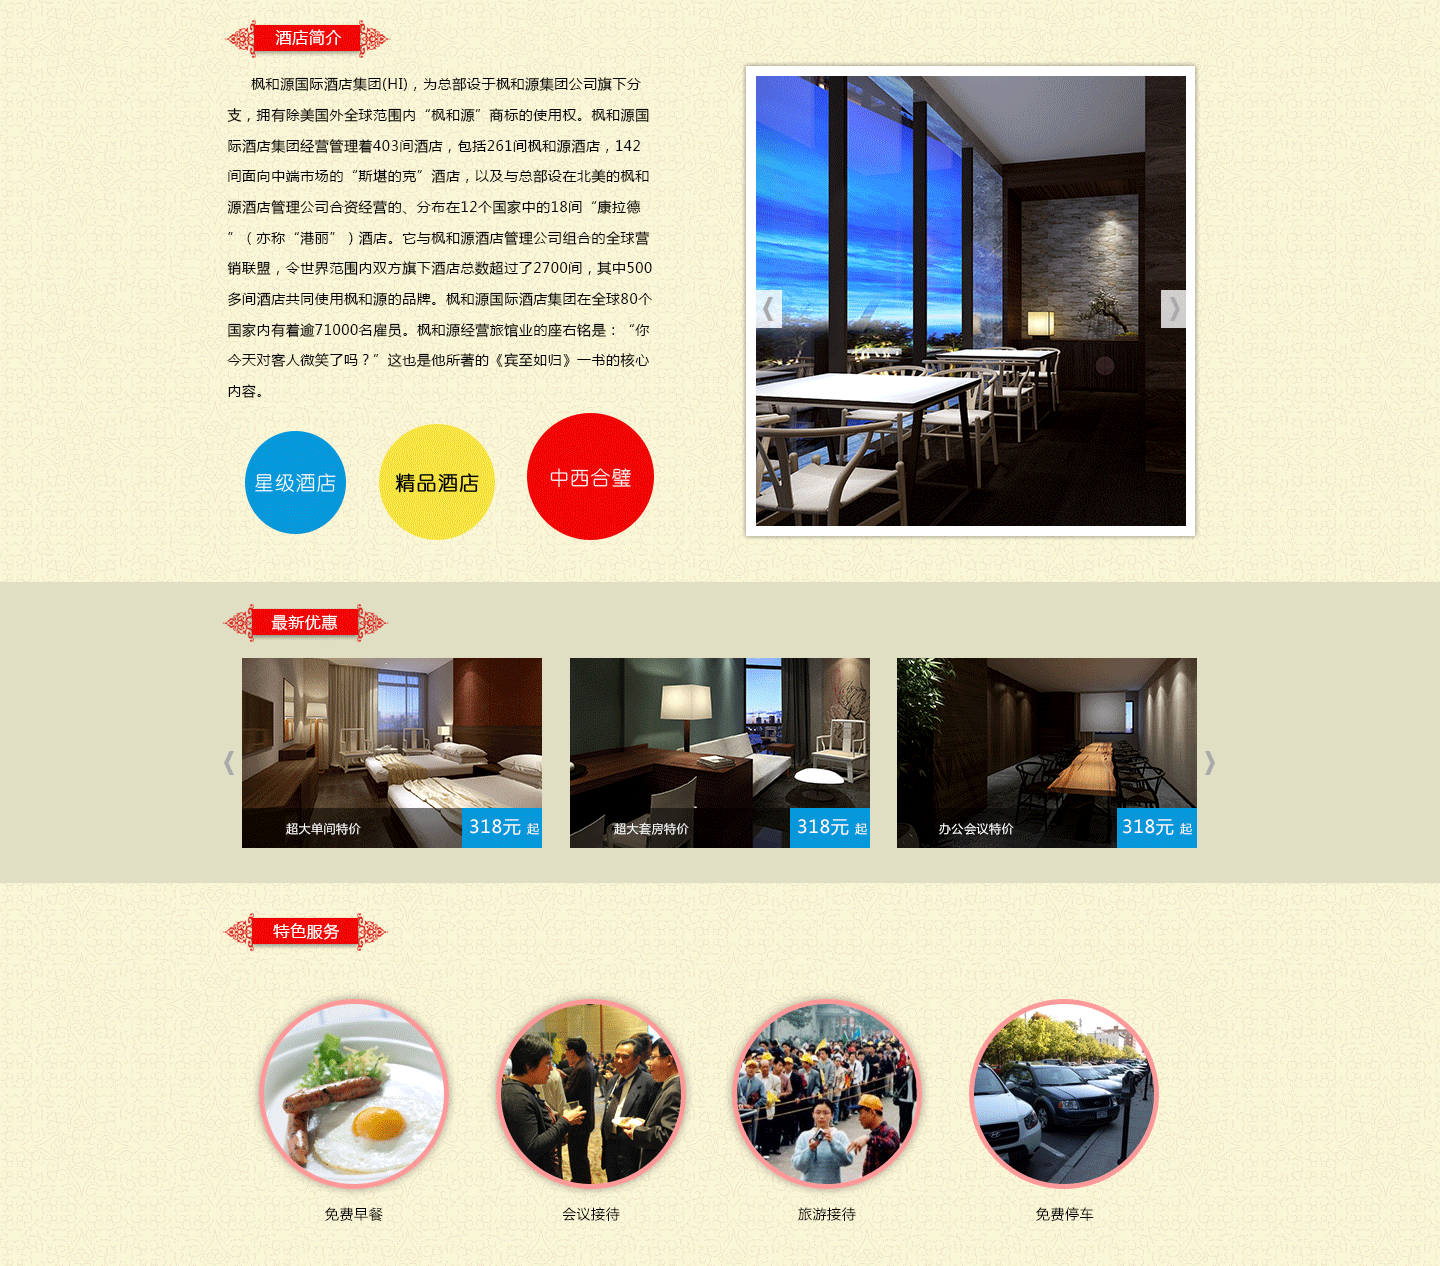 酒店简介
枫和源国际酒店集团(HI)，为总部设于枫和源集团公司旗下分
支，拥有除美国外全球范围内“枫和源”商标的使用权。枫和源国
际酒店集团经营管理着403间酒店，包括261间枫和源酒店，142
间面向中端市场的“斯堪的克”酒店，以及与总部设在北美的枫和
源酒店管理公司合资经营的、分布在12个国家中的18间“康拉德
”（亦称“港丽”）酒店。它与枫和源酒店管理公司组合的全球营
销联盟，令世界范围内双方旗下酒店总数超过了2700间，其中500
多间酒店共同使用枫和源的品牌。枫和源国际酒店集团在全球80个
国家内有着逾71000名雇员。枫和源经营旅馆业的座右铭是：“你
今天对客人微笑了吗？”这也是他所著的《宾至如归》一书的核心
内容。
星级酒店
精品酒店
中西合璧
最新优惠
超大单间特价
318元 起
超大套房特价
318元 起
办公会议特价
318元 起
特色服务
免费早餐
会议接待
旅游接待
免费停车